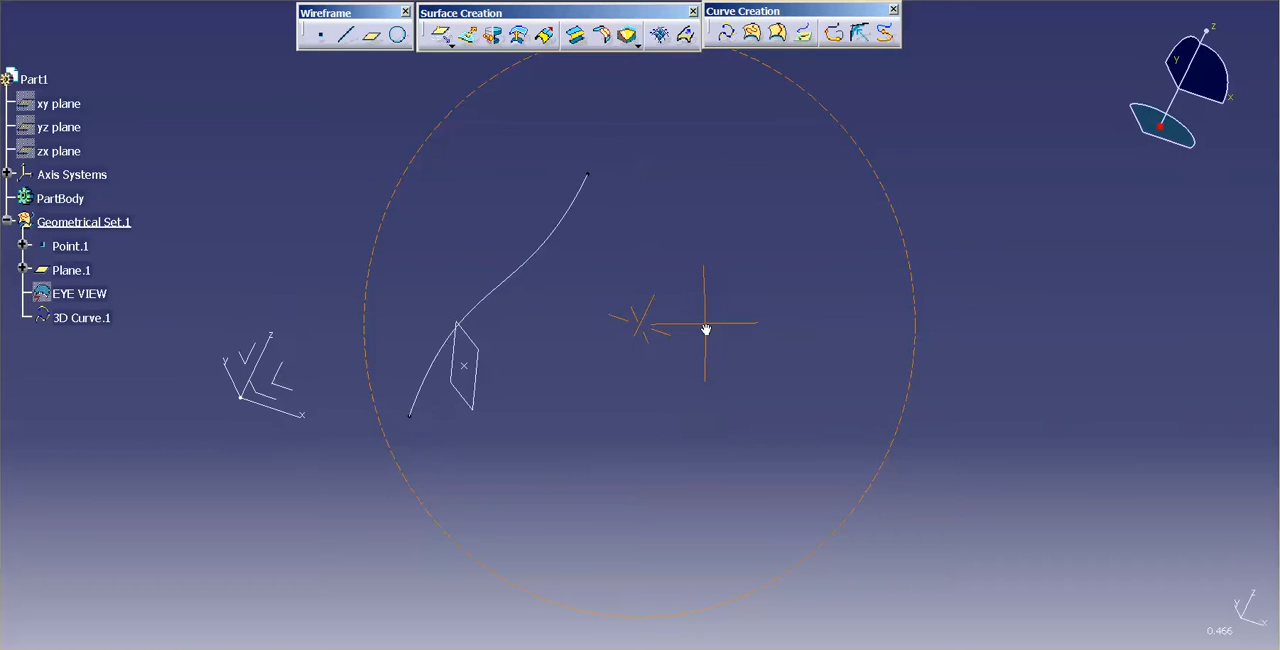 Wireframe
Surface Creation
Curve Creation
Part1
xy plane
yz plane
zx plane
Axis Systems
PartBody
Geometrical Set.1
Point.1
Plane.1
EYE VIEW
3D Curve.1
z
y
x
z
y
x
z
y
x
0.466